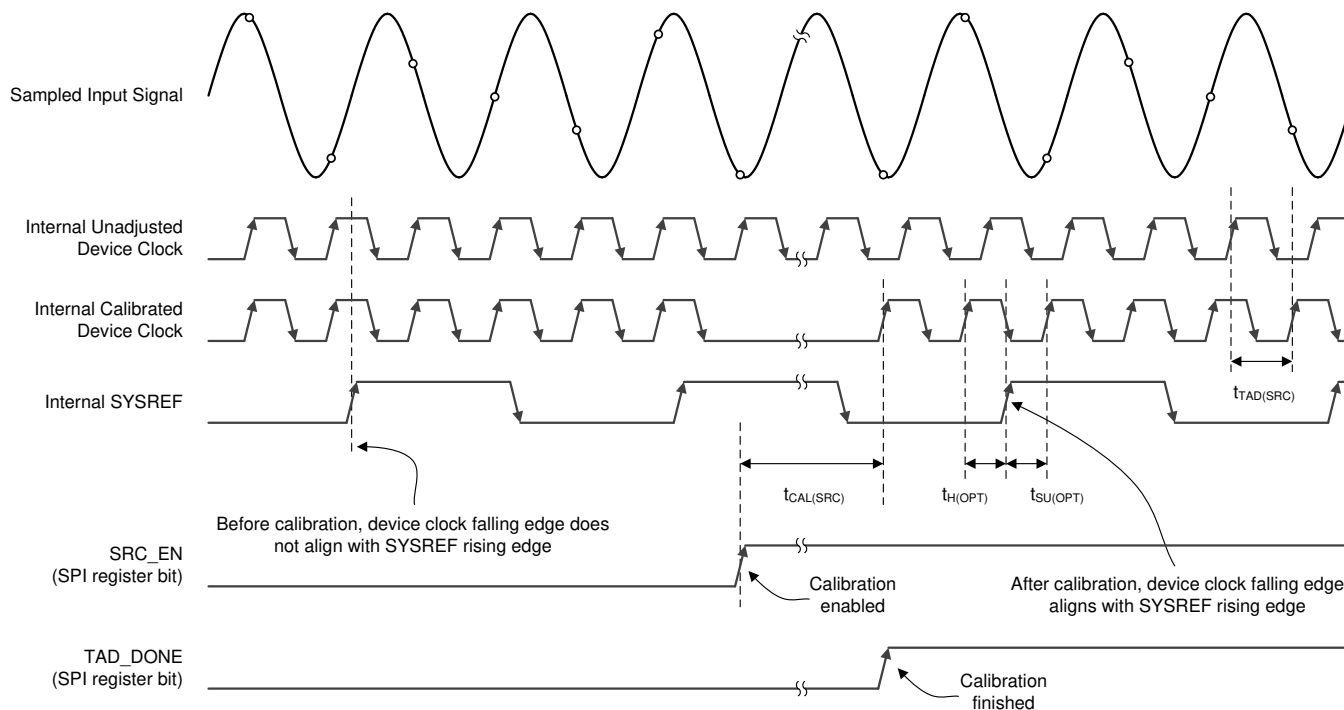 Sampled Input Signal
Internal Unadjusted
Device Clock
Internal Calibrated
Device Clock
tTAD(SRC)
Internal SYSREF
tCAL(SRC)
tH(OPT)
tSU(OPT)
Before calibration, device clock falling edge does
not align with SYSREF rising edge
SRC_EN
(SPI register bit)
Calibration
enabled
After calibration, device clock falling edge
aligns with SYSREF rising edge
TAD_DONE
(SPI register bit)
Calibration
finished